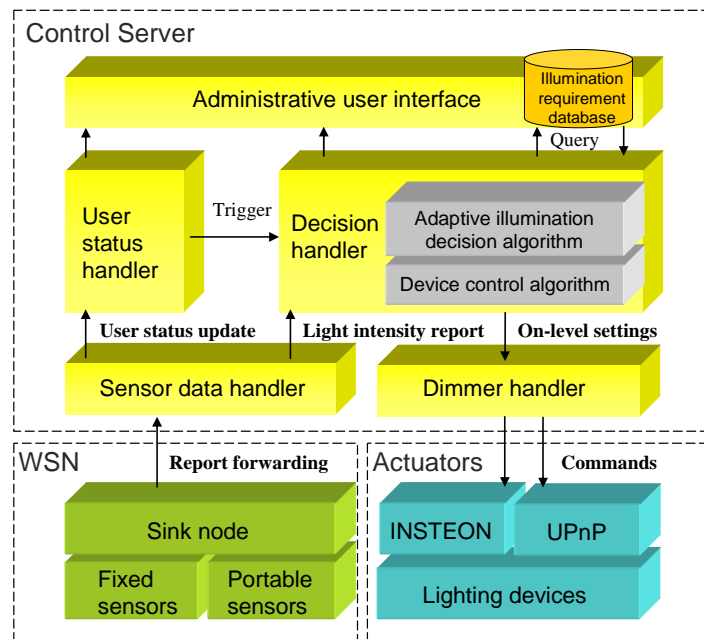 Control Server
Administrative user interface
Illumination
requirement
database
Query
User
status
handler
Trigger
Decision
handler
Adaptive illumination
decision algorithm
Device control algorithm
User status update
Light intensity report
On-level settings
Sensor data handler
Dimmer handler
WSN
Report forwarding
Actuators
Commands
Sink node
INSTEON
UPnP
Fixed
sensors
Portable
sensors
Lighting devices